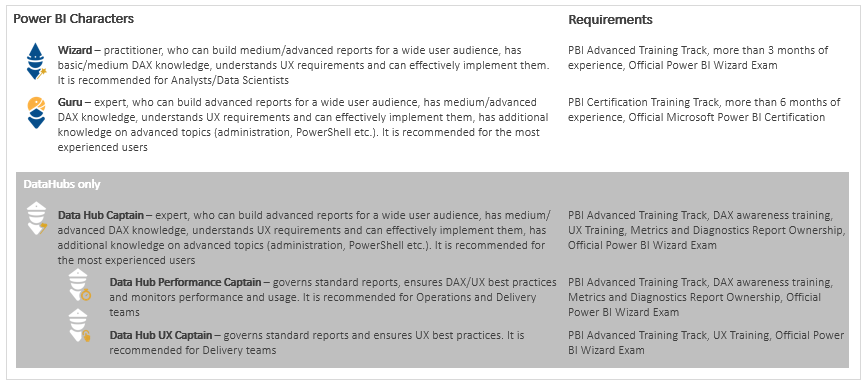 Power BI Characters
Requirements
Wizard – practitioner, who can build medium/advanced reports for a wide user audience, has
basic/medium DAX knowledge, understands UX requirements and can effectively implement them.
It is recommended for Analysts/Data Scientists
PBI Advanced Training Track, more than 3 months of
experience, Official Power BI Wizard Exam
Guru – expert, who can build advanced reports for a wide user audience, has medium/advanced
DAX knowledge, understands UX requirements and can effectively implement them, has additional
knowledge on advanced topics (administration, PowerShell etc.). It is recommended for the most
experienced users
PBI Certification Training Track, more than 6 months of
experience, Official Microsoft Power BI Certification
DataHubs only
Data Hub Captain – expert, who can build advanced reports for a wide user audience, has medium/
advanced DAX knowledge, understands UX requirements and can effectively implement them, has
additional knowledge on advanced topics (administration, PowerShell etc.). It is recommended for
the most experienced users
PBI Advanced Training Track, DAX awareness training,
UX Training, Metrics and Diagnostics Report Ownership,
Official Power BI Wizard Exam
Data Hub Performance Captain – governs standard reports, ensures DAX/UX best practices
and monitors performance and usage. It is recommended for Operations and Delivery
teams
PBI Advanced Training Track, DAX awareness training,
Metrics and Diagnostics Report Ownership, Official
Power BI Wizard Exam
Data Hub UX Captain – governs standard reports and ensures UX best practices. It is
recommended for Delivery teams
PBI Advanced Training Track, UX Training, Official Power
BI Wizard Exam